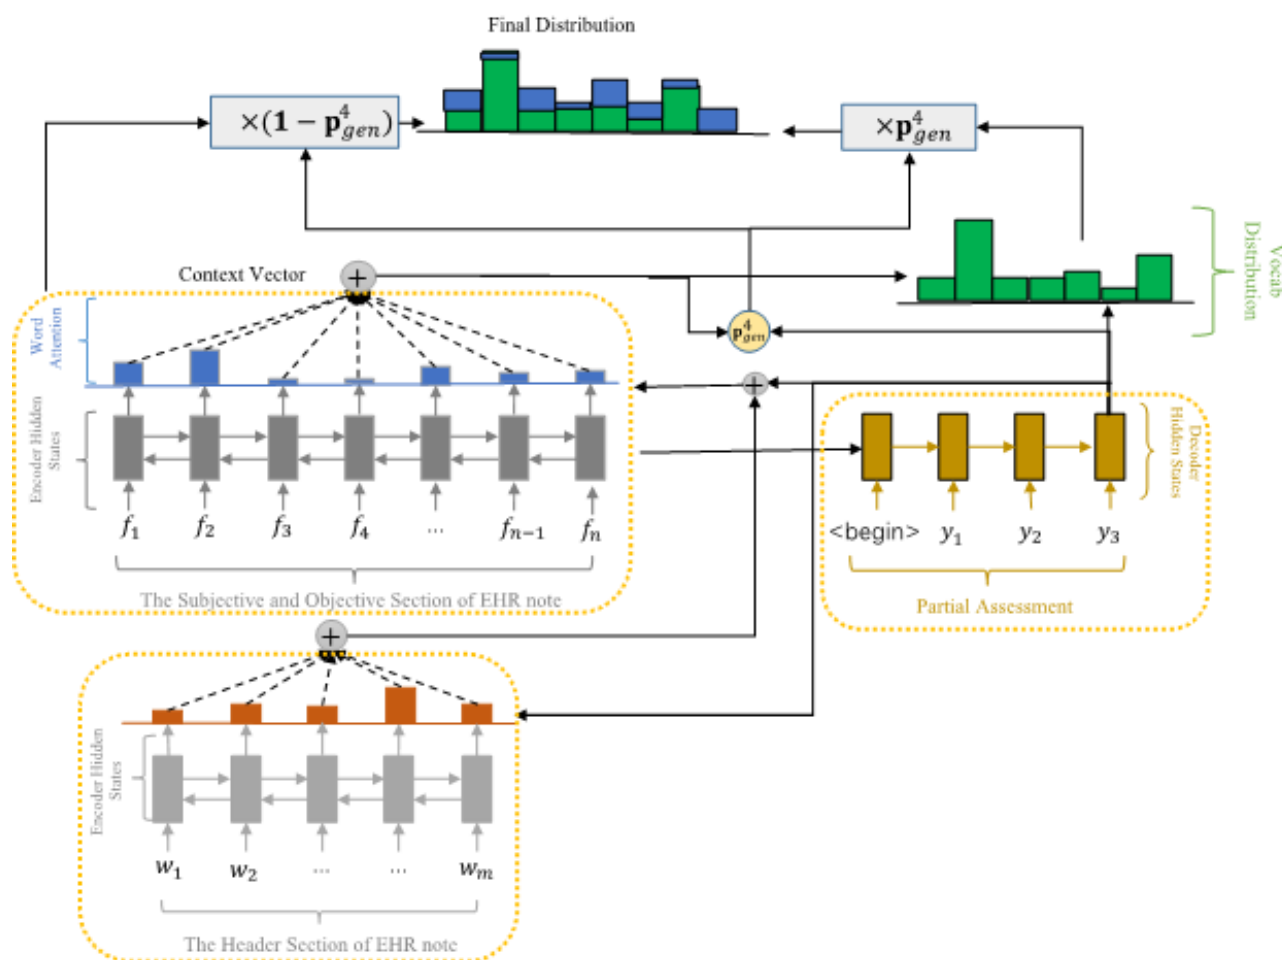 Final Distribution
×(1 − p⁴gen)
×p⁴gen
Vocab
Distribution
Context Vector
+
p⁴gen
Word
Attention
+
Encoder Hidden
States
Decoder
Hidden States
f₁ f₂ f₃ f₄ ... fₙ₋₁ fₙ
<begin> y₁ y₂ y₃
The Subjective and Objective Section of EHR note
Partial Assessment
+
Encoder Hidden
States
w₁ w₂ ... ... wₘ
The Header Section of EHR note